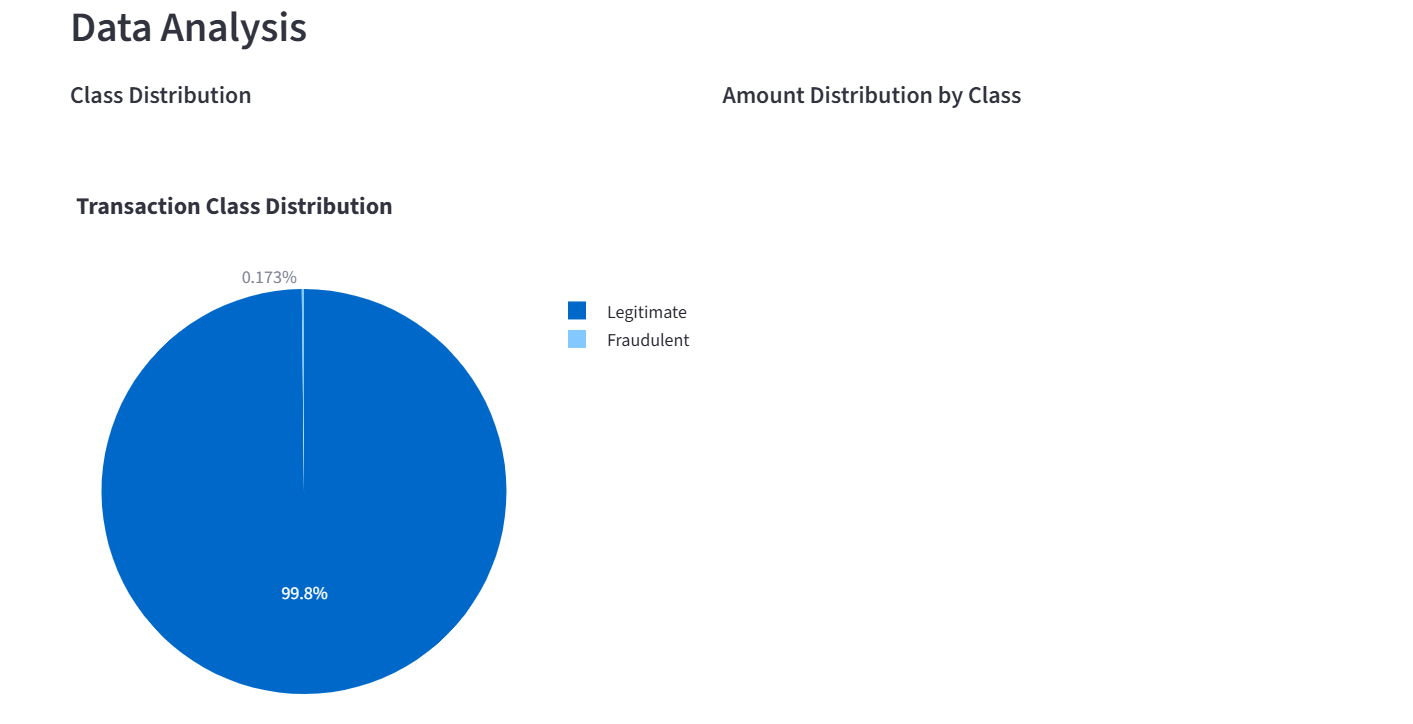 Data Analysis
Class Distribution
Amount Distribution by Class
Transaction Class Distribution
0.173%
Legitimate
Fraudulent
99.8%